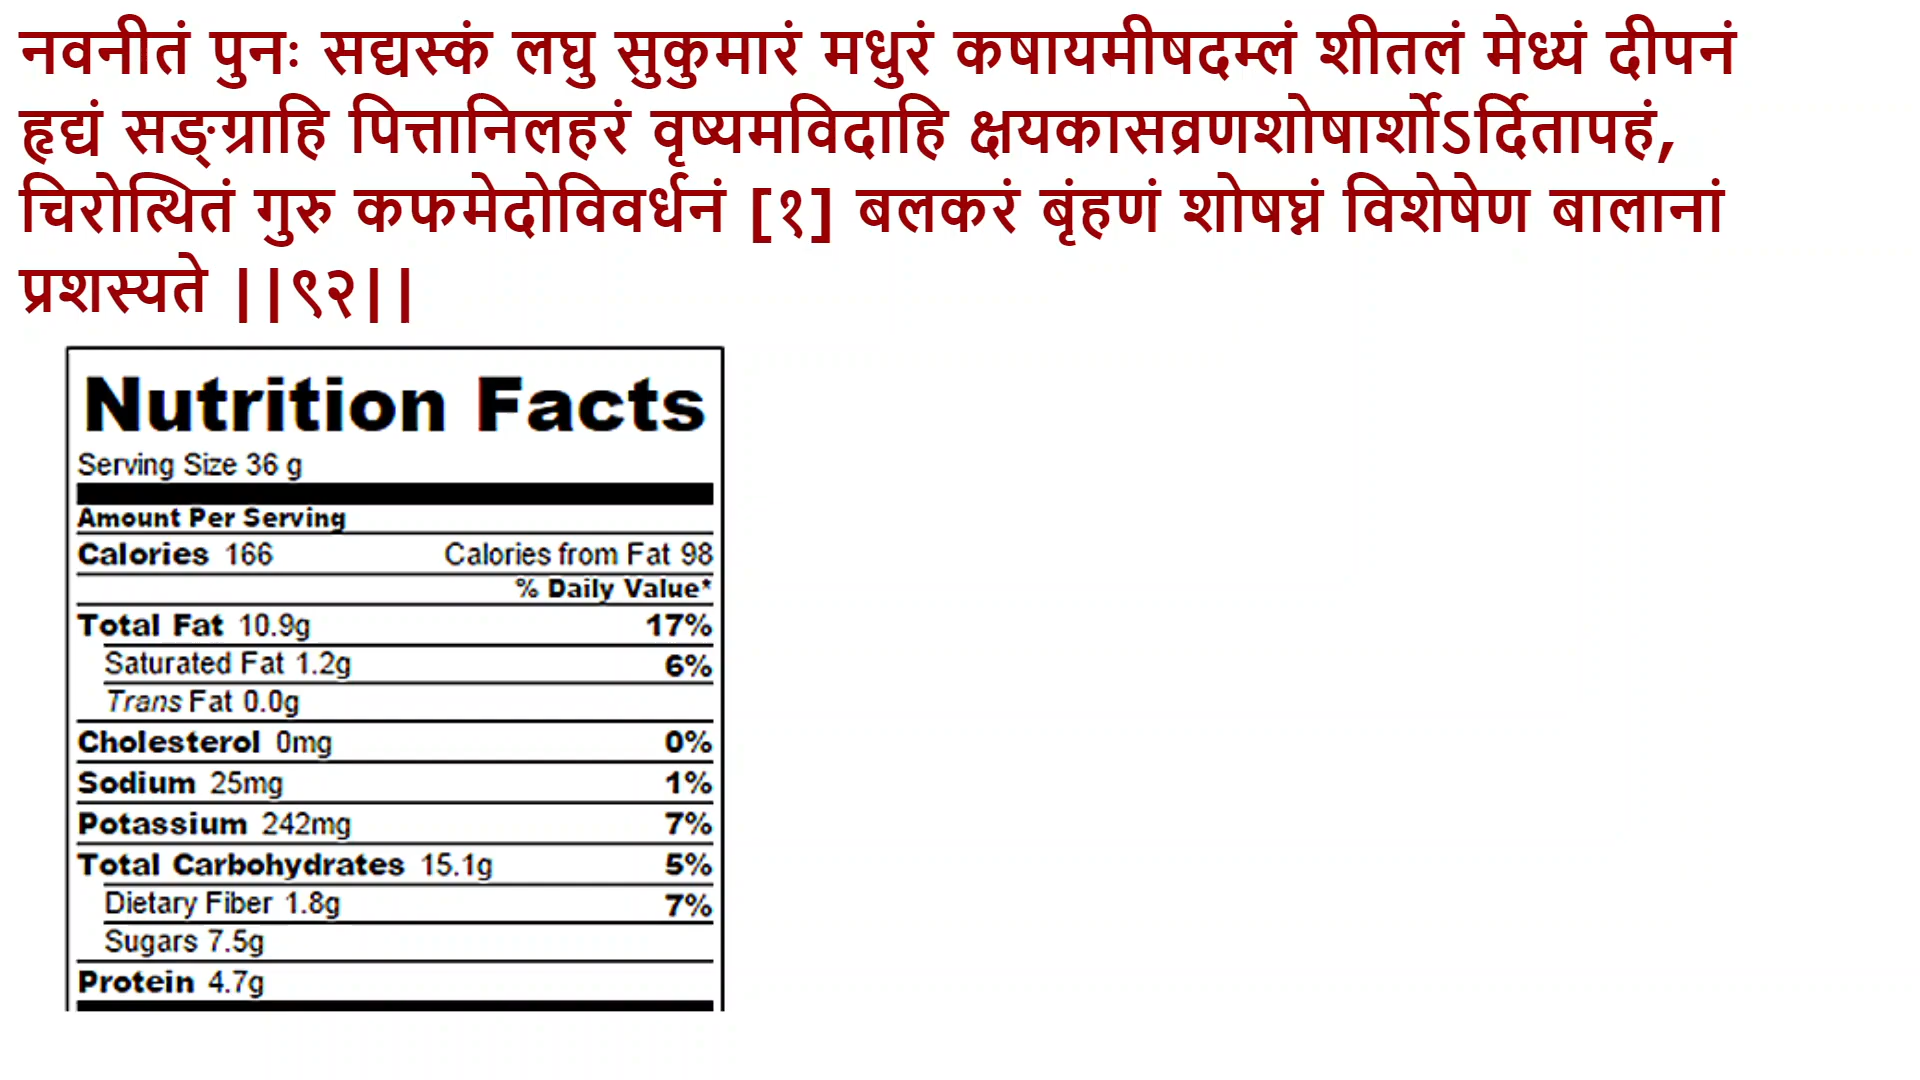 नवनीतं पुनः सद्यस्कं लघु सुकुमारं मधुरं कषायमीषदम्लं शीतलं मेध्यं दीपनं
हृद्यं सङ्ग्राहि पित्तानिलहरं वृष्यमविदाहि क्षयकासव्रणशोषार्शोऽर्दितापहं,
चिरोत्थितं गुरु कफमेदोविवर्धनं [१] बलकरं बृंहणं शोषघ्नं विशेषेण बालानां
प्रशस्यते ||९२||
Nutrition Facts
Serving Size 36 g
Amount Per Serving
Calories 166 Calories from Fat 98
% Daily Value*
Total Fat 10.9g 17%
Saturated Fat 1.2g 6%
Trans Fat 0.0g
Cholesterol 0mg 0%
Sodium 25mg 1%
Potassium 242mg 7%
Total Carbohydrates 15.1g 5%
Dietary Fiber 1.8g 7%
Sugars 7.5g
Protein 4.7g